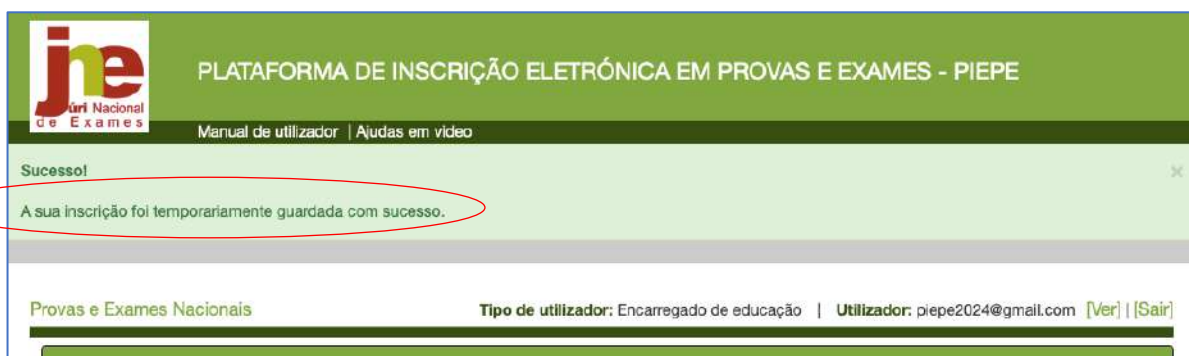 jne
Júri Nacional
de Exames
PLATAFORMA DE INSCRIÇÃO ELETRÓNICA EM PROVAS E EXAMES - PIEPE
Manual de utilizador | Ajudas em video
Sucesso!
×
A sua inscrição foi temporariamente guardada com sucesso.
Provas e Exames Nacionais Tipo de utilizador: Encarregado de educação | Utilizador: piepe2024@gmail.com [Ver] | [Sair]